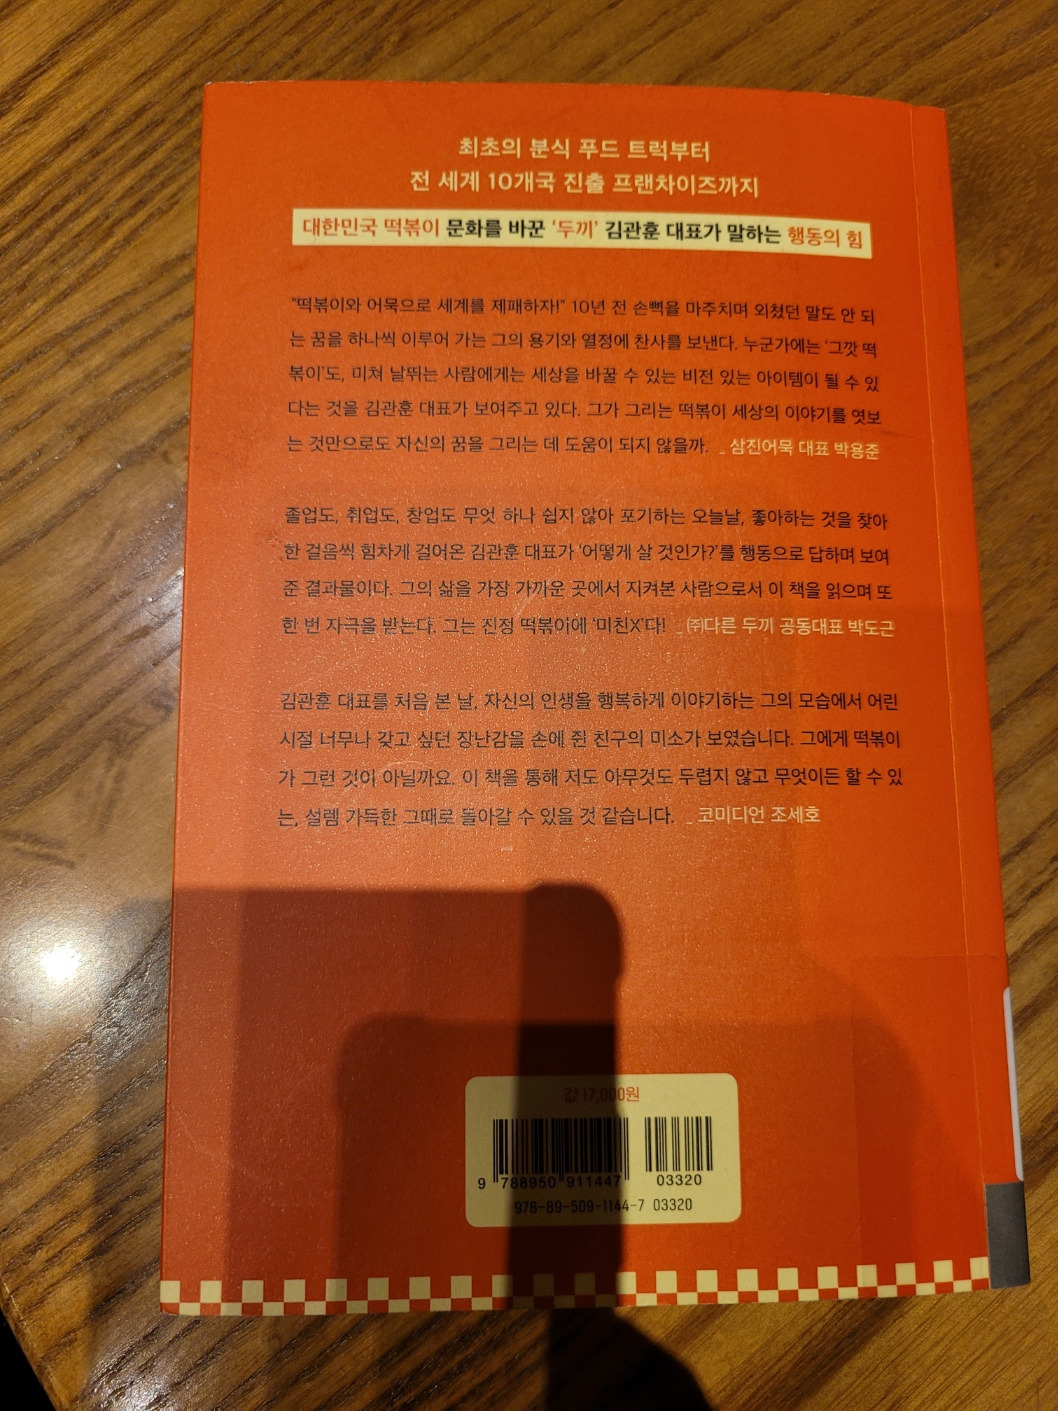 최초의 분식 푸드 트럭부터
전 세계 10개국 진출 프랜차이즈까지
대한민국 떡볶이 문화를 바꾼 '두끼' 김관훈 대표가 말하는 행동의 힘
"떡볶이와 어묵으로 세계를 제패하자!" 10년 전 손뼉을 마주치며 외쳤던 말도 안 되
는 꿈을 하나씩 이루어 가는 그의 용기와 열정에 찬사를 보낸다. 누군가에는 '그깟 떡
볶이'도, 미쳐 날뛰는 사람에게는 세상을 바꿀 수 있는 비전 있는 아이템이 될 수 있
다는 것을 김관훈 대표가 보여주고 있다. 그가 그리는 떡볶이 세상의 이야기를 엿보
는 것만으로도 자신의 꿈을 그리는 데 도움이 되지 않을까. _ 삼진어묵 대표 박용준
졸업도, 취업도, 창업도 무엇 하나 쉽지 않아 포기하는 오늘날, 좋아하는 것을 찾아
한 걸음씩 힘차게 걸어온 김관훈 대표가 '어떻게 살 것인가?'를 행동으로 답하며 보여
준 결과물이다. 그의 삶을 가장 가까운 곳에서 지켜본 사람으로서 이 책을 읽으며 또
한 번 자극을 받는다. 그는 진정 떡볶이에 '미친X'다! _ ㈜다른 두끼 공동대표 박도근
김관훈 대표를 처음 본 날, 자신의 인생을 행복하게 이야기하는 그의 모습에서 어린
시절 너무나 갖고 싶던 장난감을 손에 쥔 친구의 미소가 보였습니다. 그에게 떡볶이
가 그런 것이 아닐까요. 이 책을 통해 저도 아무것도 두렵지 않고 무엇이든 할 수 있
는, 설렘 가득한 그때로 돌아갈 수 있을 것 같습니다. _ 코미디언 조세호
값 17,000원
9 788950 911447 03320
978-89-509-1144-7 03320